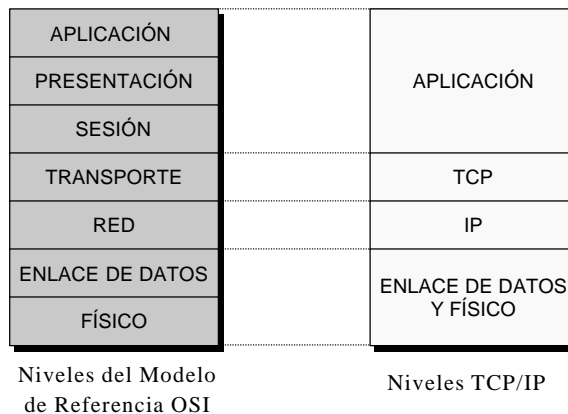 APLICACIÓN
PRESENTACIÓN
SESIÓN
TRANSPORTE
RED
ENLACE DE DATOS
FÍSICO
Niveles del Modelo
de Referencia OSI
APLICACIÓN
TCP
IP
ENLACE DE DATOS
Y FÍSICO
Niveles TCP/IP